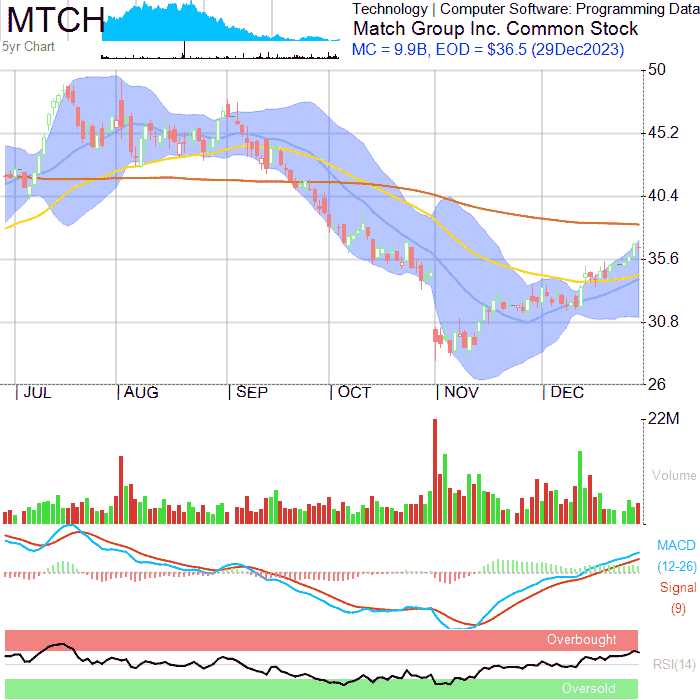 MTCH
5yr Chart
Technology | Computer Software: Programming Data
Match Group Inc. Common Stock
MC = 9.9B, EOD = $36.5 (29Dec2023)
50
45.2
40.4
35.6
30.8
26
JUL
AUG
SEP
OCT
NOV
DEC
22M
Volume
MACD
(12-26)
Signal
(9)
Overbought
RSI(14)
Oversold